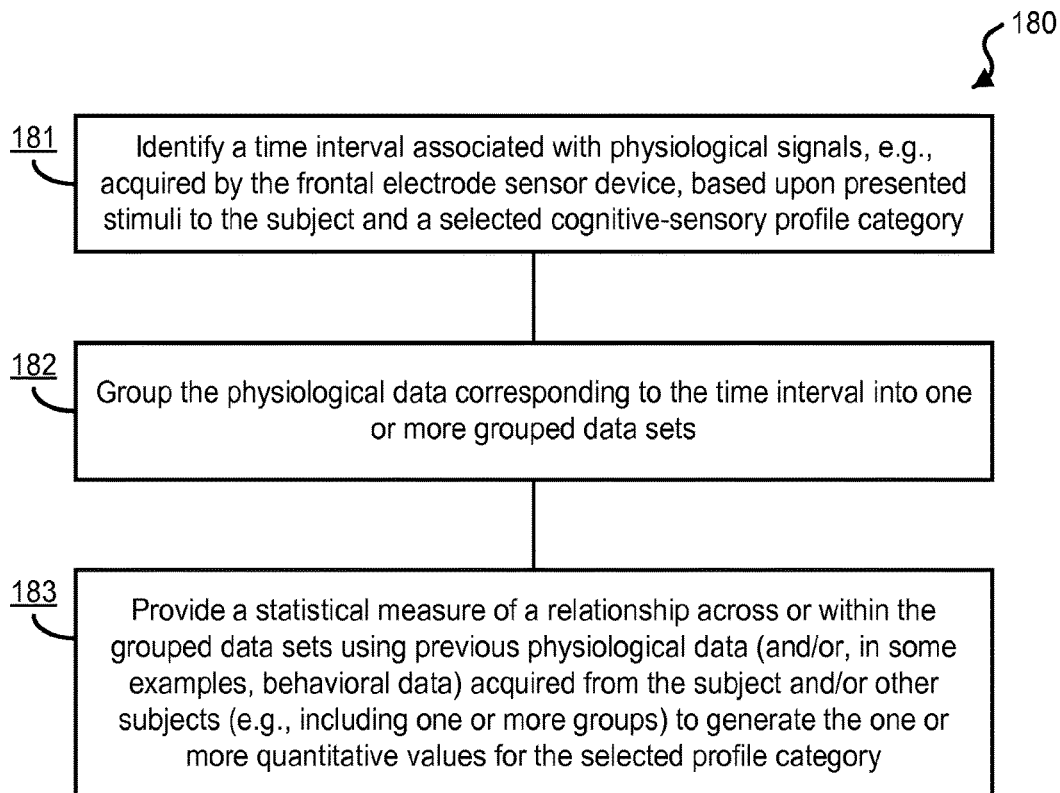 180
181
Identify a time interval associated with physiological signals, e.g.,
acquired by the frontal electrode sensor device, based upon presented
stimuli to the subject and a selected cognitive-sensory profile category
182
Group the physiological data corresponding to the time interval into one
or more grouped data sets
183
Provide a statistical measure of a relationship across or within the
grouped data sets using previous physiological data (and/or, in some
examples, behavioral data) acquired from the subject and/or other
subjects (e.g., including one or more groups) to generate the one or
more quantitative values for the selected profile category